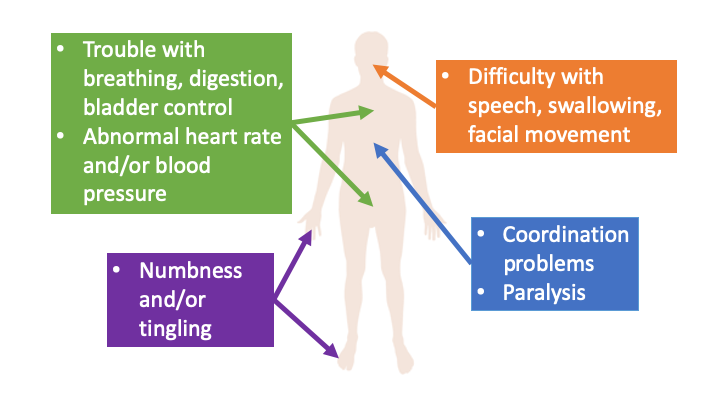 • Trouble with
breathing, digestion,
bladder control
• Abnormal heart rate
and/or blood
pressure
• Difficulty with
speech, swallowing,
facial movement
• Numbness
and/or
tingling
• Coordination
problems
• Paralysis